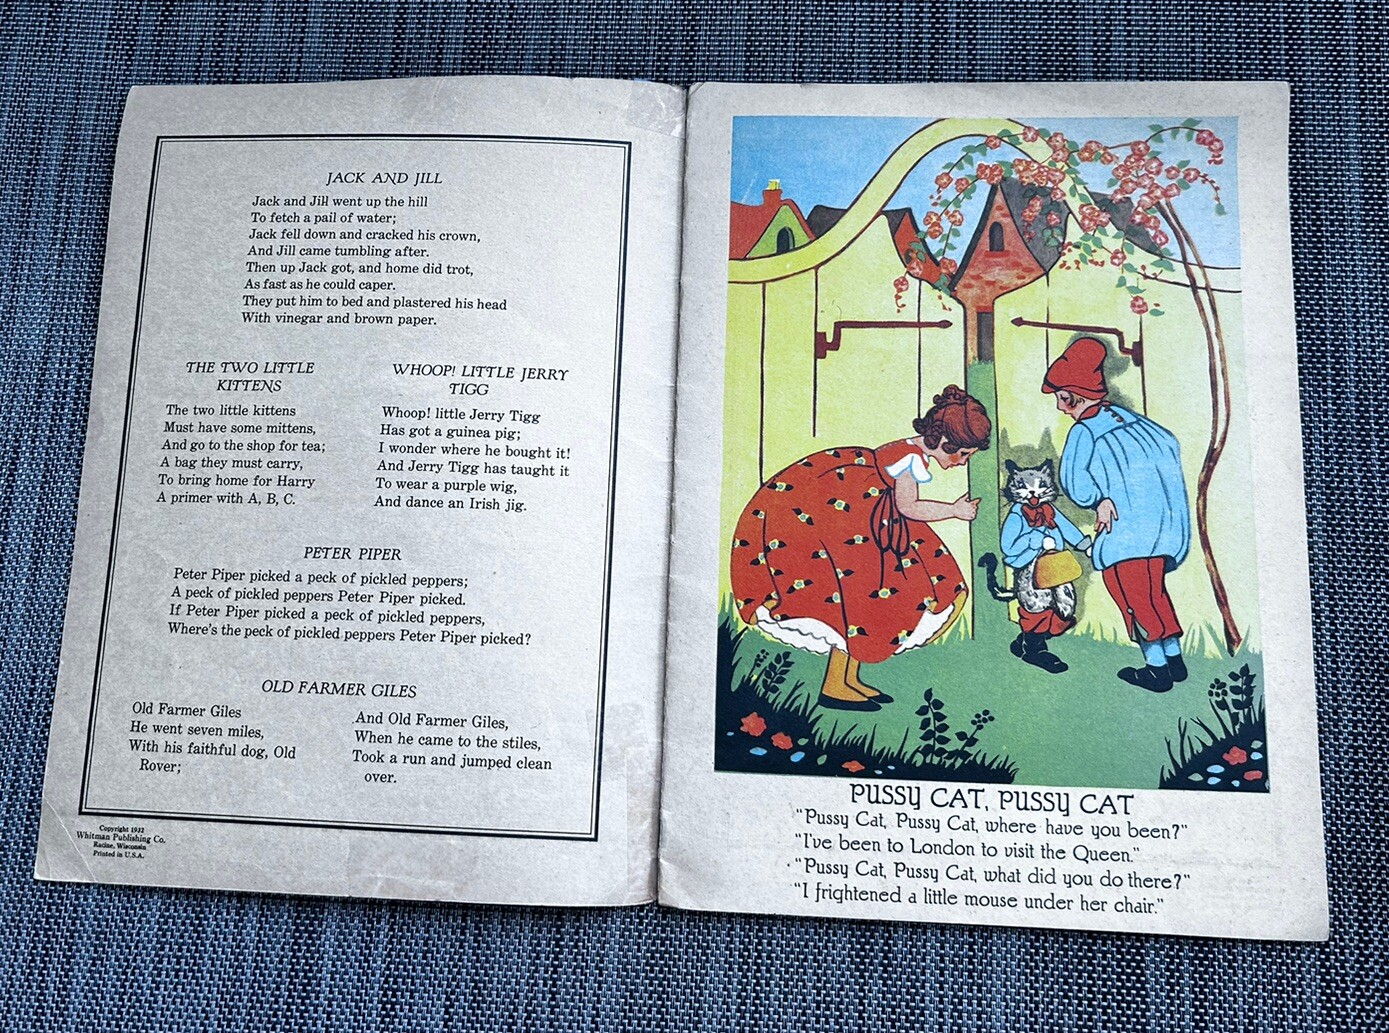 JACK AND JILL
Jack and Jill went up the hill
To fetch a pail of water;
Jack fell down and cracked his crown,
And Jill came tumbling after.
Then up Jack got, and home did trot,
As fast as he could caper.
They put him to bed and plastered his head
With vinegar and brown paper.
THE TWO LITTLE
KITTENS
The two little kittens
Must have some mittens,
And go to the shop for tea;
A bag they must carry,
To bring home for Harry
A primer with A, B, C.
WHOOP! LITTLE JERRY
TIGG
Whoop! little Jerry Tigg
Has got a guinea pig;
I wonder where he bought it!
And Jerry Tigg has taught it
To wear a purple wig,
And dance an Irish jig.
PETER PIPER
Peter Piper picked a peck of pickled peppers;
A peck of pickled peppers Peter Piper picked.
If Peter Piper picked a peck of pickled peppers,
Where's the peck of pickled peppers Peter Piper picked?
OLD FARMER GILES
Old Farmer Giles
He went seven miles,
With his faithful dog, Old
Rover;
And Old Farmer Giles,
When he came to the stiles,
Took a run and jumped clean
over.
Copyright 1932
Whitman Publishing Co.
Racine, Wisconsin
Printed in U.S.A.
PUSSY CAT, PUSSY CAT
"Pussy Cat, Pussy Cat, where have you been?"
"I've been to London to visit the Queen."
"Pussy Cat, Pussy Cat, what did you do there?"
"I frightened a little mouse under her chair."